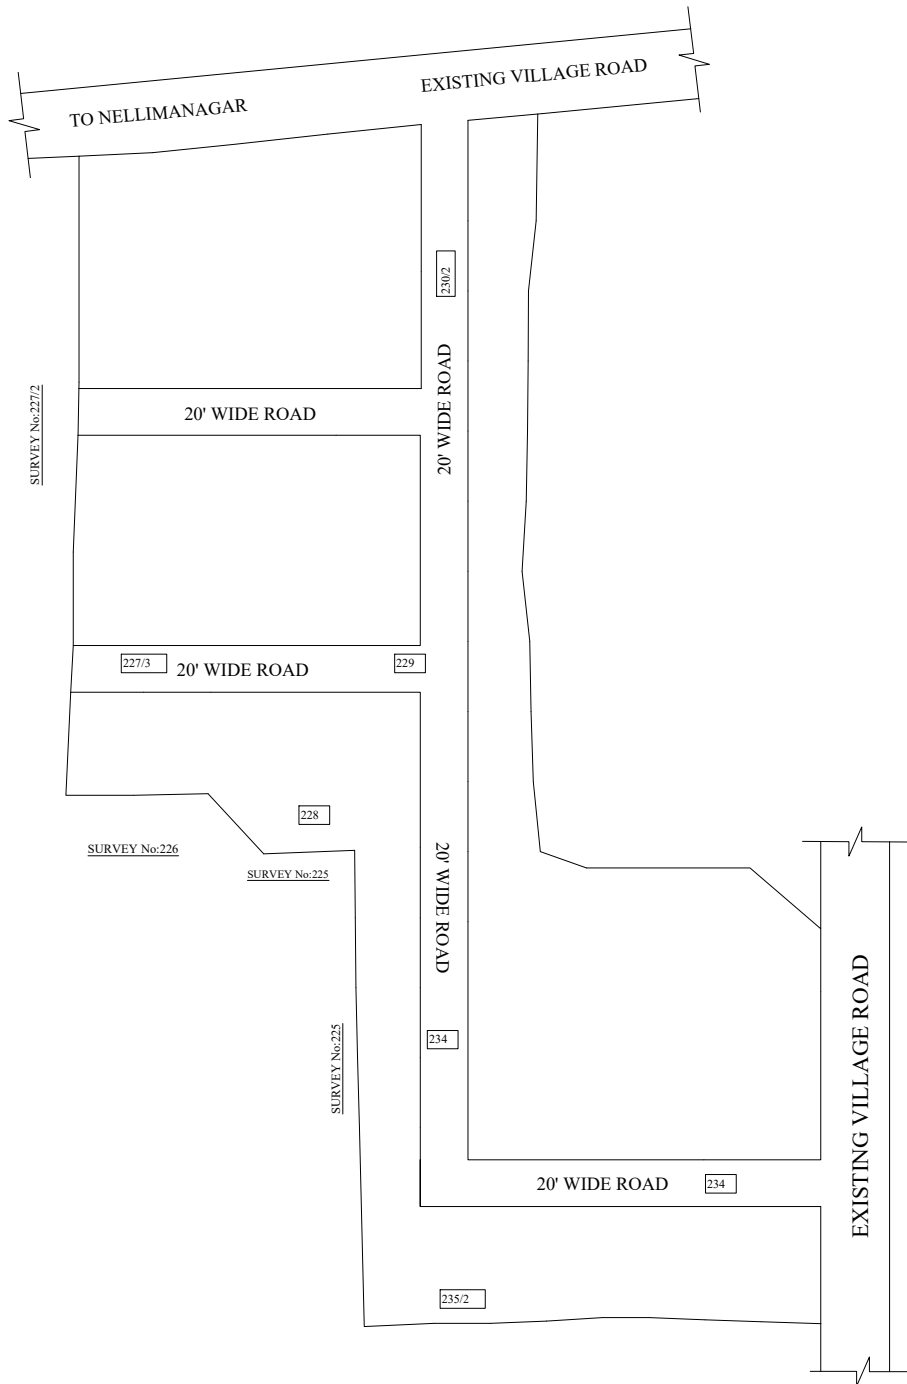 EXISTING VILLAGE ROAD
TO NELLIMANAGAR
230/2
20' WIDE ROAD
SURVEY No:227/2
20' WIDE ROAD
227/3
20' WIDE ROAD
229
228
SURVEY No:226
SURVEY No:225
20' WIDE ROAD
EXISTING VILLAGE ROAD
SURVEY No:225
234
20' WIDE ROAD
234
235/2